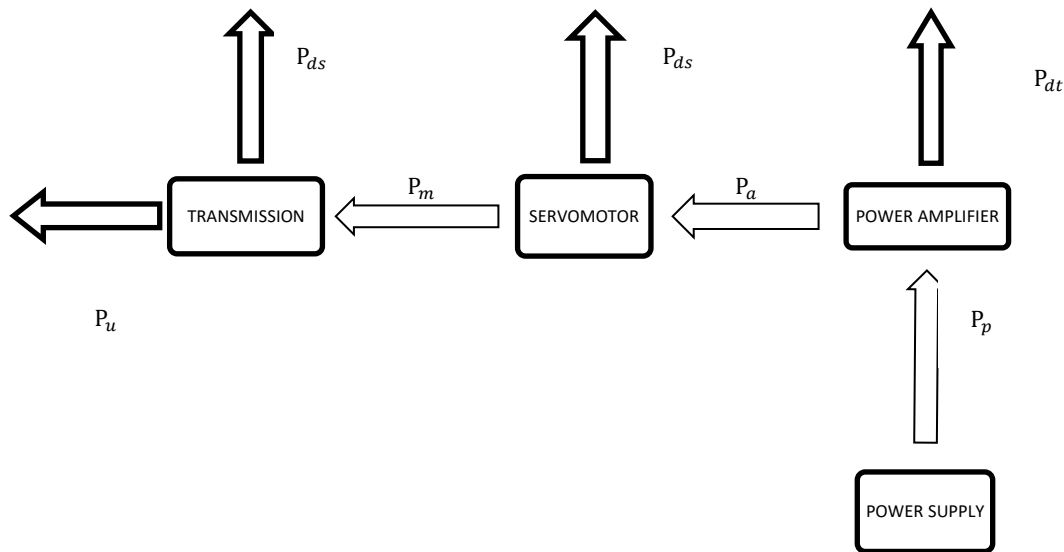 P_ds
P_ds
P_dt
TRANSMISSION
P_m
SERVOMOTOR
P_a
POWER AMPLIFIER
P_u
P_p
POWER SUPPLY